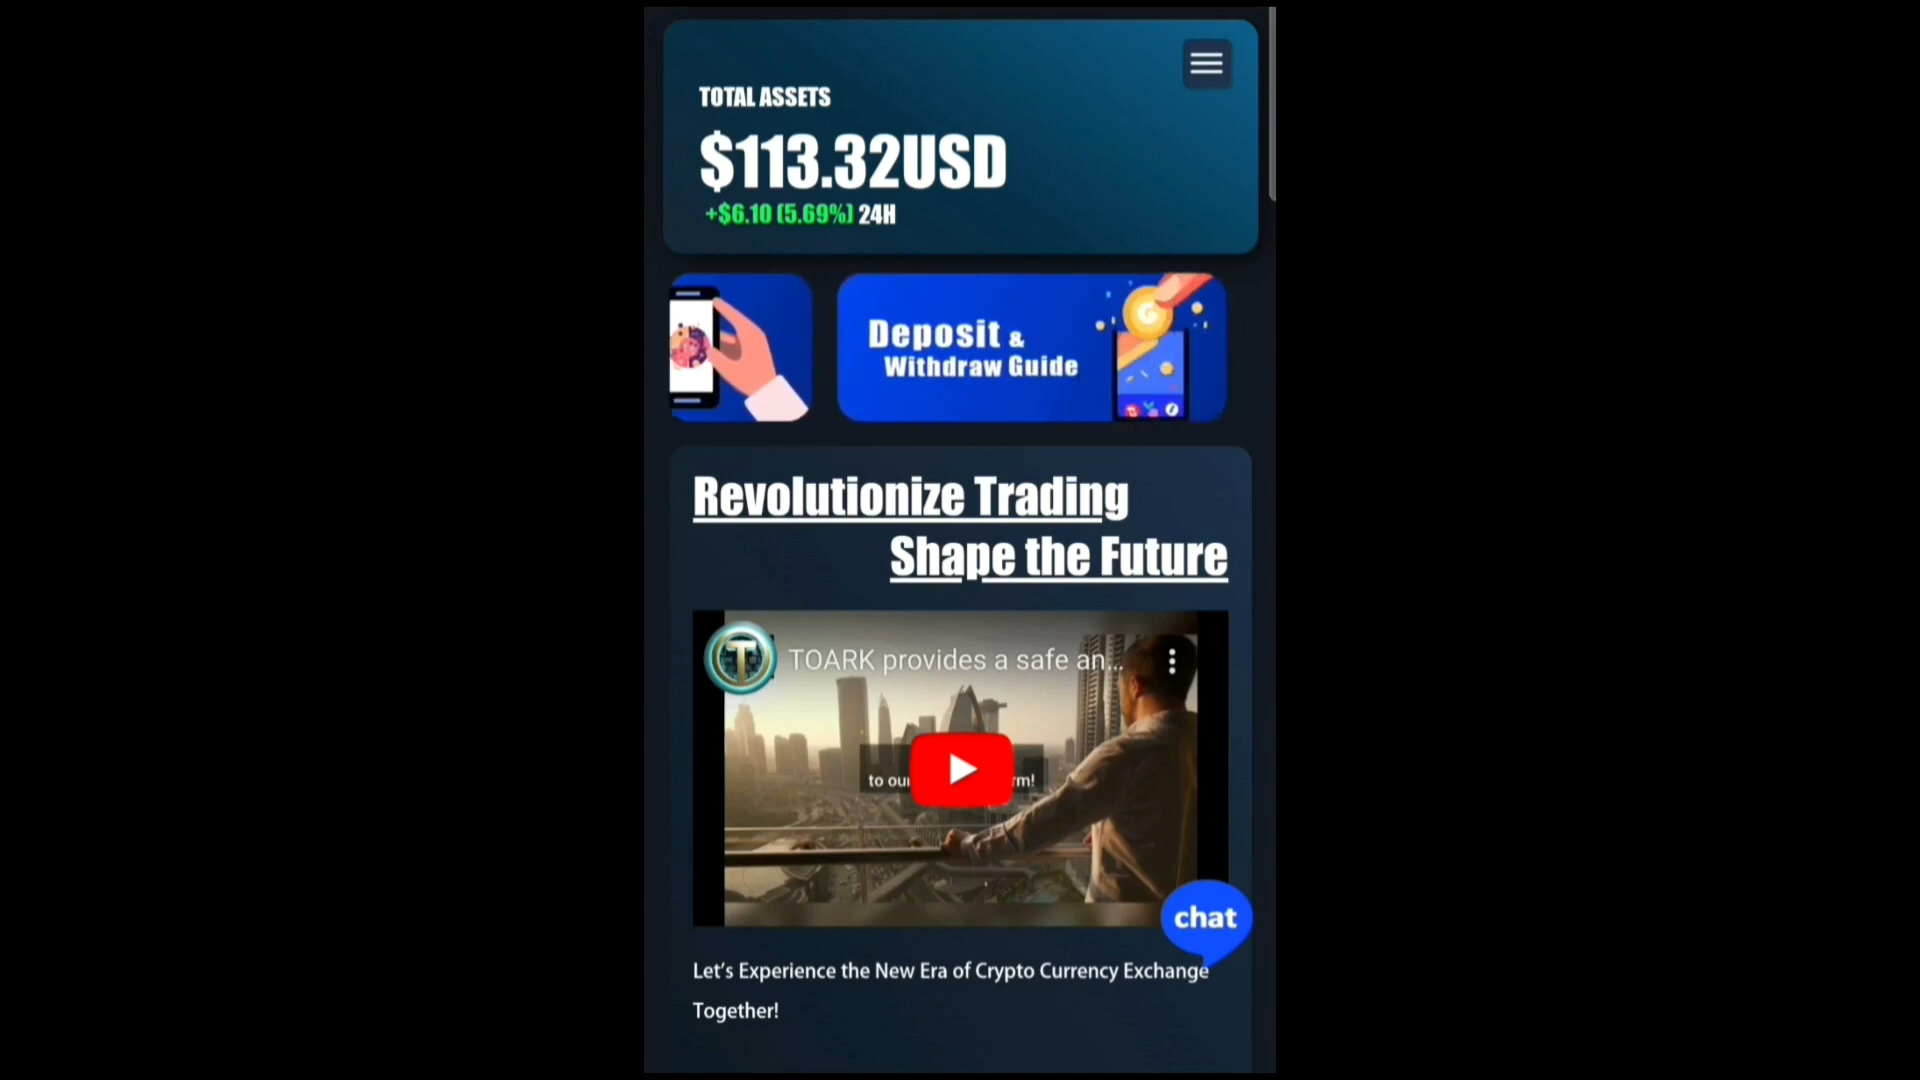 TOTAL ASSETS
$113.32USD
+$6.10 (5.69%) 24H
Deposit &
Withdraw Guide
Revolutionize Trading
Shape the Future
T
TOARK provides a safe an...
to our
rm!
chat
Let's Experience the New Era of Crypto Currency Exchange
Together!